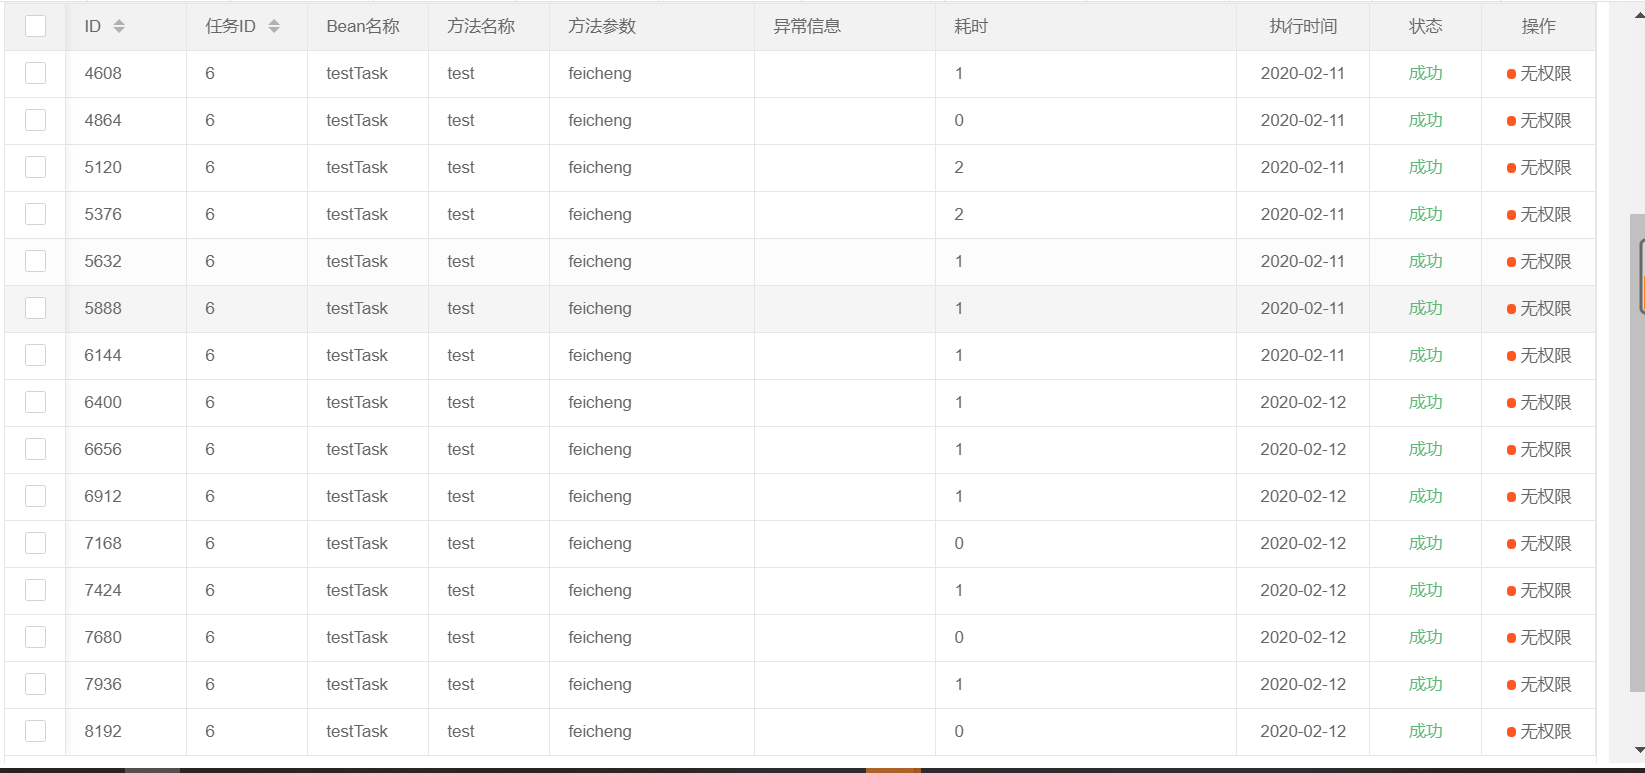 ID 任务ID Bean名称 方法名称 方法参数 异常信息 耗时 执行时间 状态 操作
4608 6 testTask test feicheng 1 2020-02-11 成功 无权限
4864 6 testTask test feicheng 0 2020-02-11 成功 无权限
5120 6 testTask test feicheng 2 2020-02-11 成功 无权限
5376 6 testTask test feicheng 2 2020-02-11 成功 无权限
5632 6 testTask test feicheng 1 2020-02-11 成功 无权限
5888 6 testTask test feicheng 1 2020-02-11 成功 无权限
6144 6 testTask test feicheng 1 2020-02-11 成功 无权限
6400 6 testTask test feicheng 1 2020-02-12 成功 无权限
6656 6 testTask test feicheng 1 2020-02-12 成功 无权限
6912 6 testTask test feicheng 1 2020-02-12 成功 无权限
7168 6 testTask test feicheng 0 2020-02-12 成功 无权限
7424 6 testTask test feicheng 1 2020-02-12 成功 无权限
7680 6 testTask test feicheng 0 2020-02-12 成功 无权限
7936 6 testTask test feicheng 1 2020-02-12 成功 无权限
8192 6 testTask test feicheng 0 2020-02-12 成功 无权限